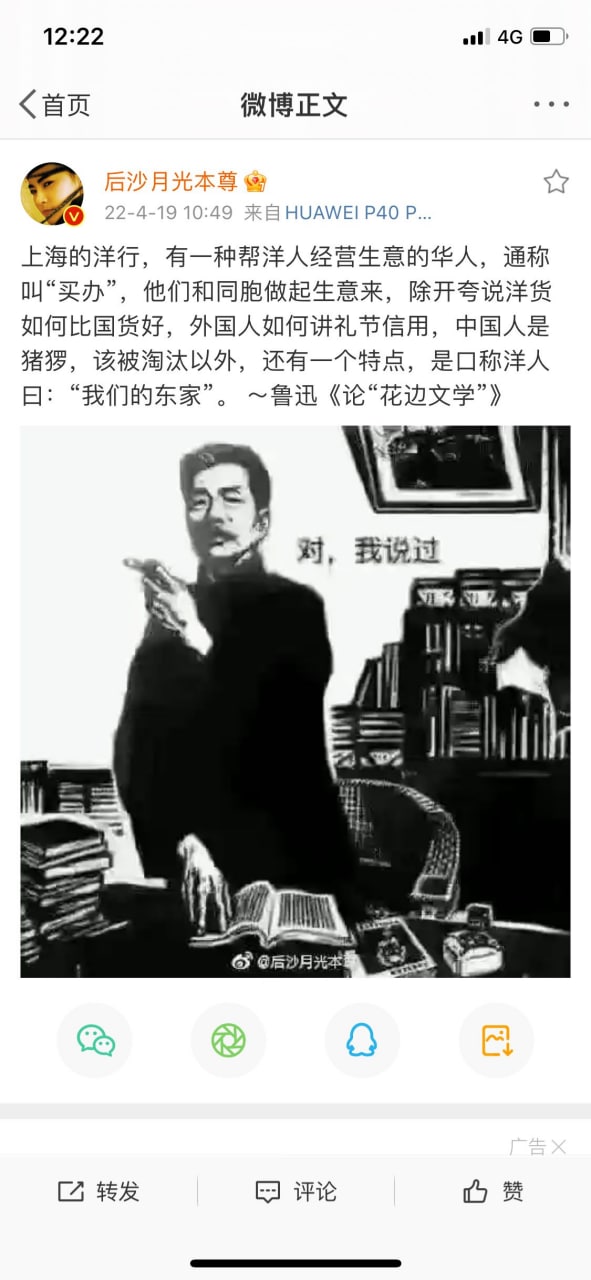 12:22
4G
首页
微博正文
后沙月光本尊
22-4-19 10:49 来自HUAWEI P40 P...
上海的洋行，有一种帮洋人经营生意的华人，通称
叫“买办”，他们和同胞做起生意来，除开夸说洋货
如何比国货好，外国人如何讲礼节信用，中国人是
猪猡，该被淘汰以外，还有一个特点，是口称洋人
曰：“我们的东家”。～鲁迅《论“花边文学”》
对，我说过
@后沙月光本尊
广告
转发
评论
赞